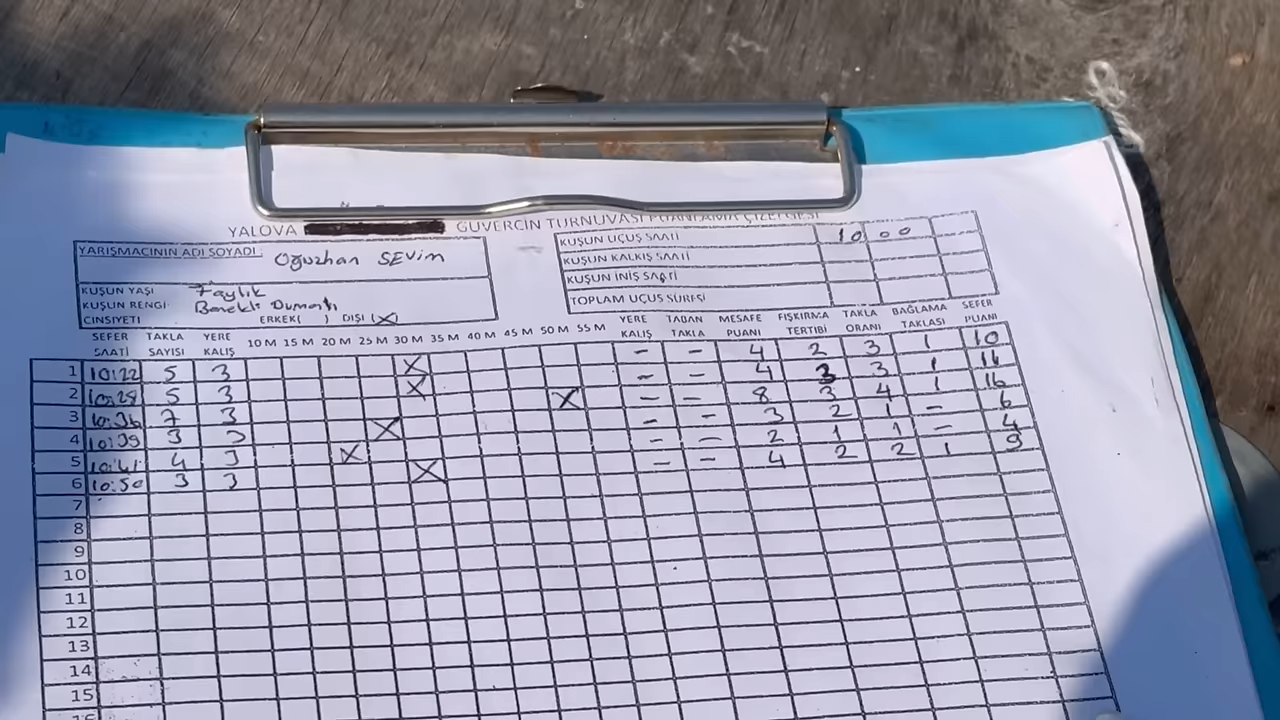 YALOVA GÜVERCİN TURNUVASI PUANLAMA ÇİZELGESİ
YARIŞMACININ ADI SOYADI: Oğuzhan SEVİM
KUŞUN YAŞI
KUŞUN RENGİ: Benekli Dumanlı
CİNSİYETİ ERKEK( ) DİŞİ (X)
KUŞUN UÇUŞ SAATİ 10 00
KUŞUN KALKIŞ SAATİ
KUŞUN İNİŞ SAATİ
TOPLAM UÇUŞ SÜRESİ
SEFER SAATİ TAKLA SAYISI YERE KALIŞ 10 M 15 M 20 M 25 M 30 M 35 M 40 M 45 M 50 M 55 M YERE KALIŞ TABAN TAKLA MESAFE PUANI FIŞKIRMA TERTİBİ TAKLA ORANI BAĞLAMA TAKLASI SEFER PUANI
1 10:22 5 3 X - - 4 2 3 1 10
2 10:28 5 3 X - - 4 3 3 1 11
3 10:36 7 3 X - - 8 3 4 1 16
4 10:39 3 3 X - - 3 2 1 - 6
5 10:41 4 3 X - - 2 1 1 - 4
6 10:50 3 3 X - - 4 2 2 1 9
7
8
9
10
11
12
13
14
15